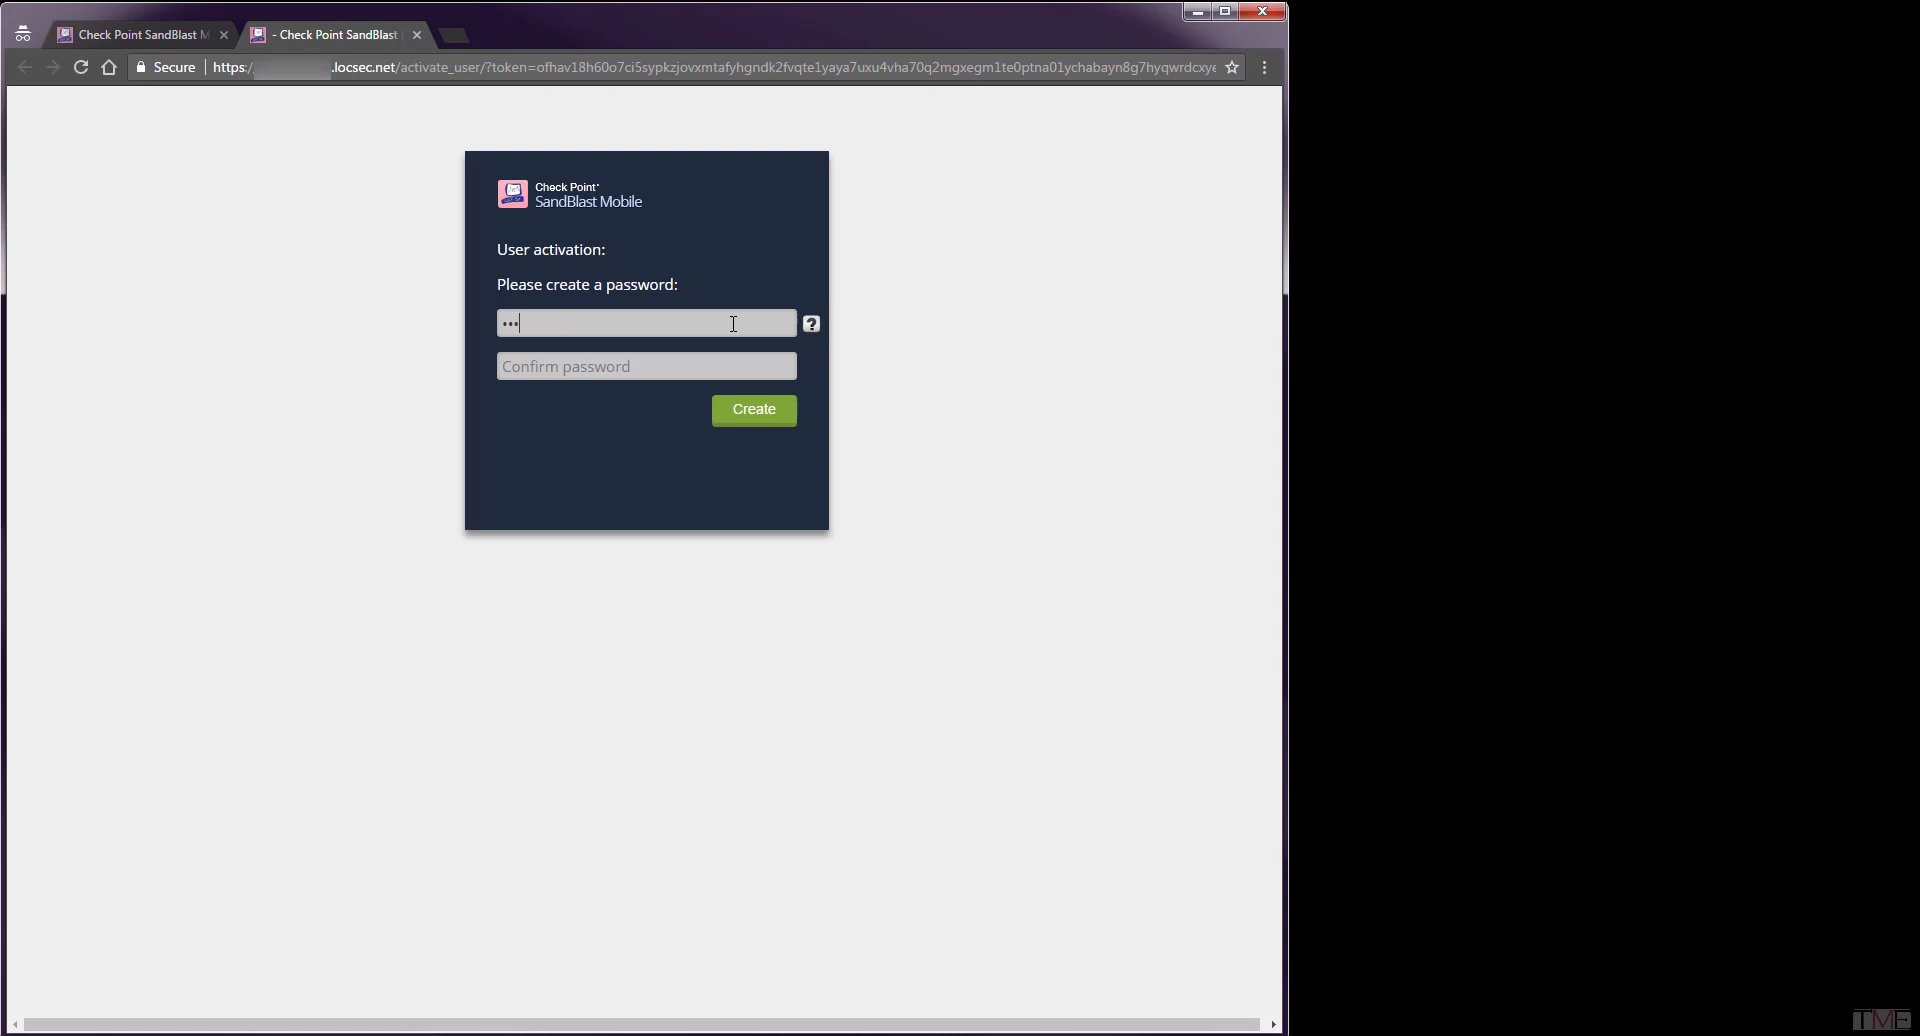 Check Point SandBlast M
- Check Point SandBlast
Secure
https:/ .locsec.net/activate_user/?token=ofhav18h60o7ci5sypkzjovxmtafyhgndk2fvqte1yaya7uxu4vha70q2mgxegm1te0ptna01ychabayn8g7hyqwrdcxye
Check Point
SandBlast Mobile
User activation:
Please create a password:
•••
?
Confirm password
Create
TME